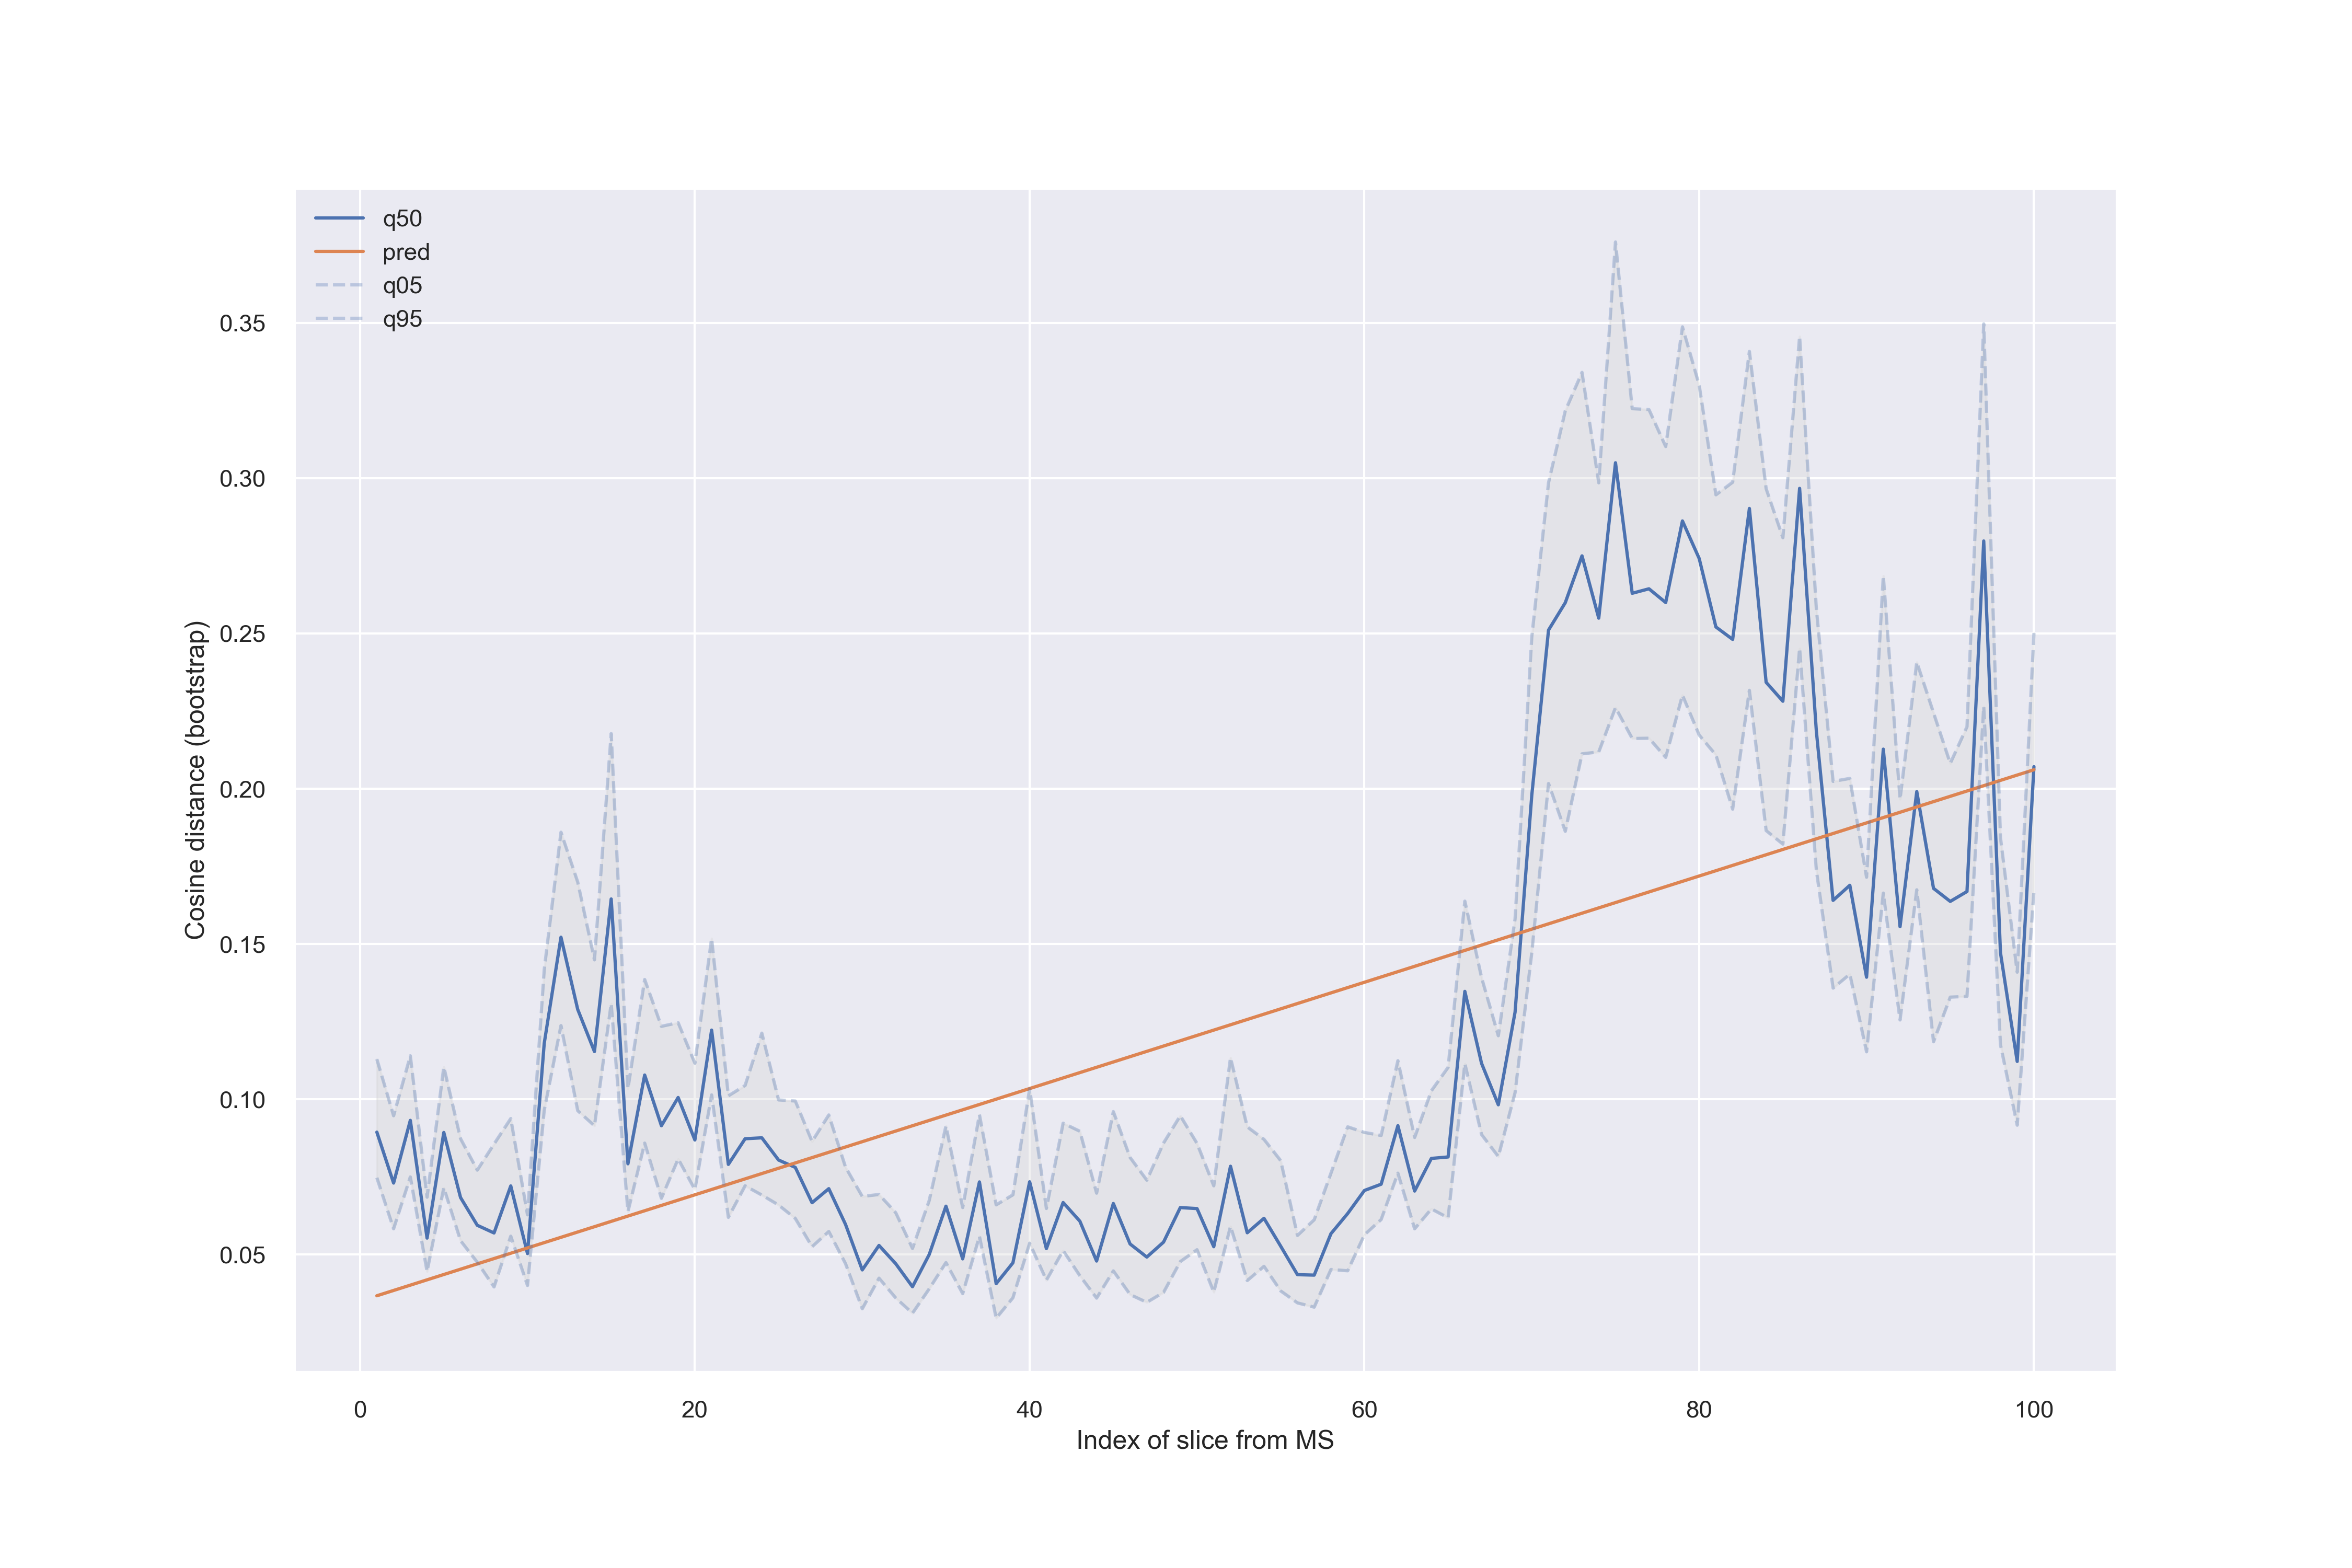 q50
pred
q05
q95
0.35
0.30
0.25
0.20
0.15
0.10
0.05
Cosine distance (bootstrap)
0 20 40 60 80 100
Index of slice from MS